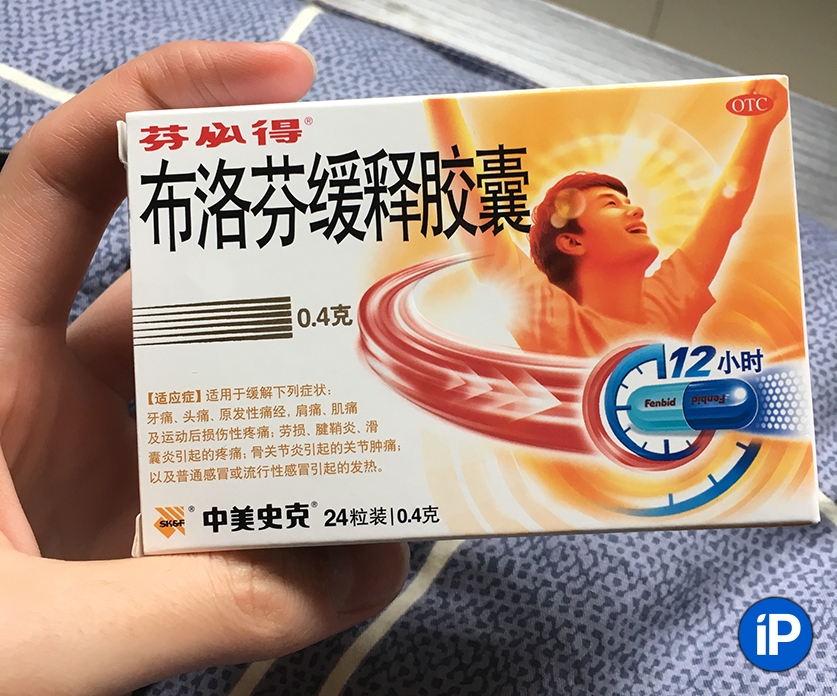 芬必得®
OTC
布洛芬缓释胶囊
0.4克
12小时
Fenbid
Fenbid
【适应症】适用于缓解下列症状：
牙痛、头痛、原发性痛经，肩痛、肌痛
及运动后损伤性疼痛；劳损、腱鞘炎、滑
囊炎引起的疼痛；骨关节炎引起的关节肿痛；
以及普通感冒或流行性感冒引起的发热。
SK&F® 中美史克® 24粒装|0.4克
iP